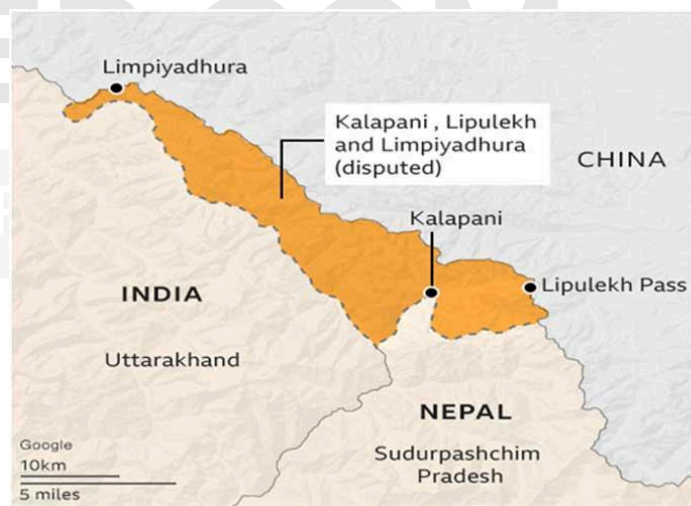 Limpiyadhura
Kalapani , Lipulekh
and Limpiyadhura
(disputed)
CHINA
Kalapani
Lipulekh Pass
INDIA
Uttarakhand
NEPAL
Sudurpashchim
Pradesh
Google
10km
5 miles